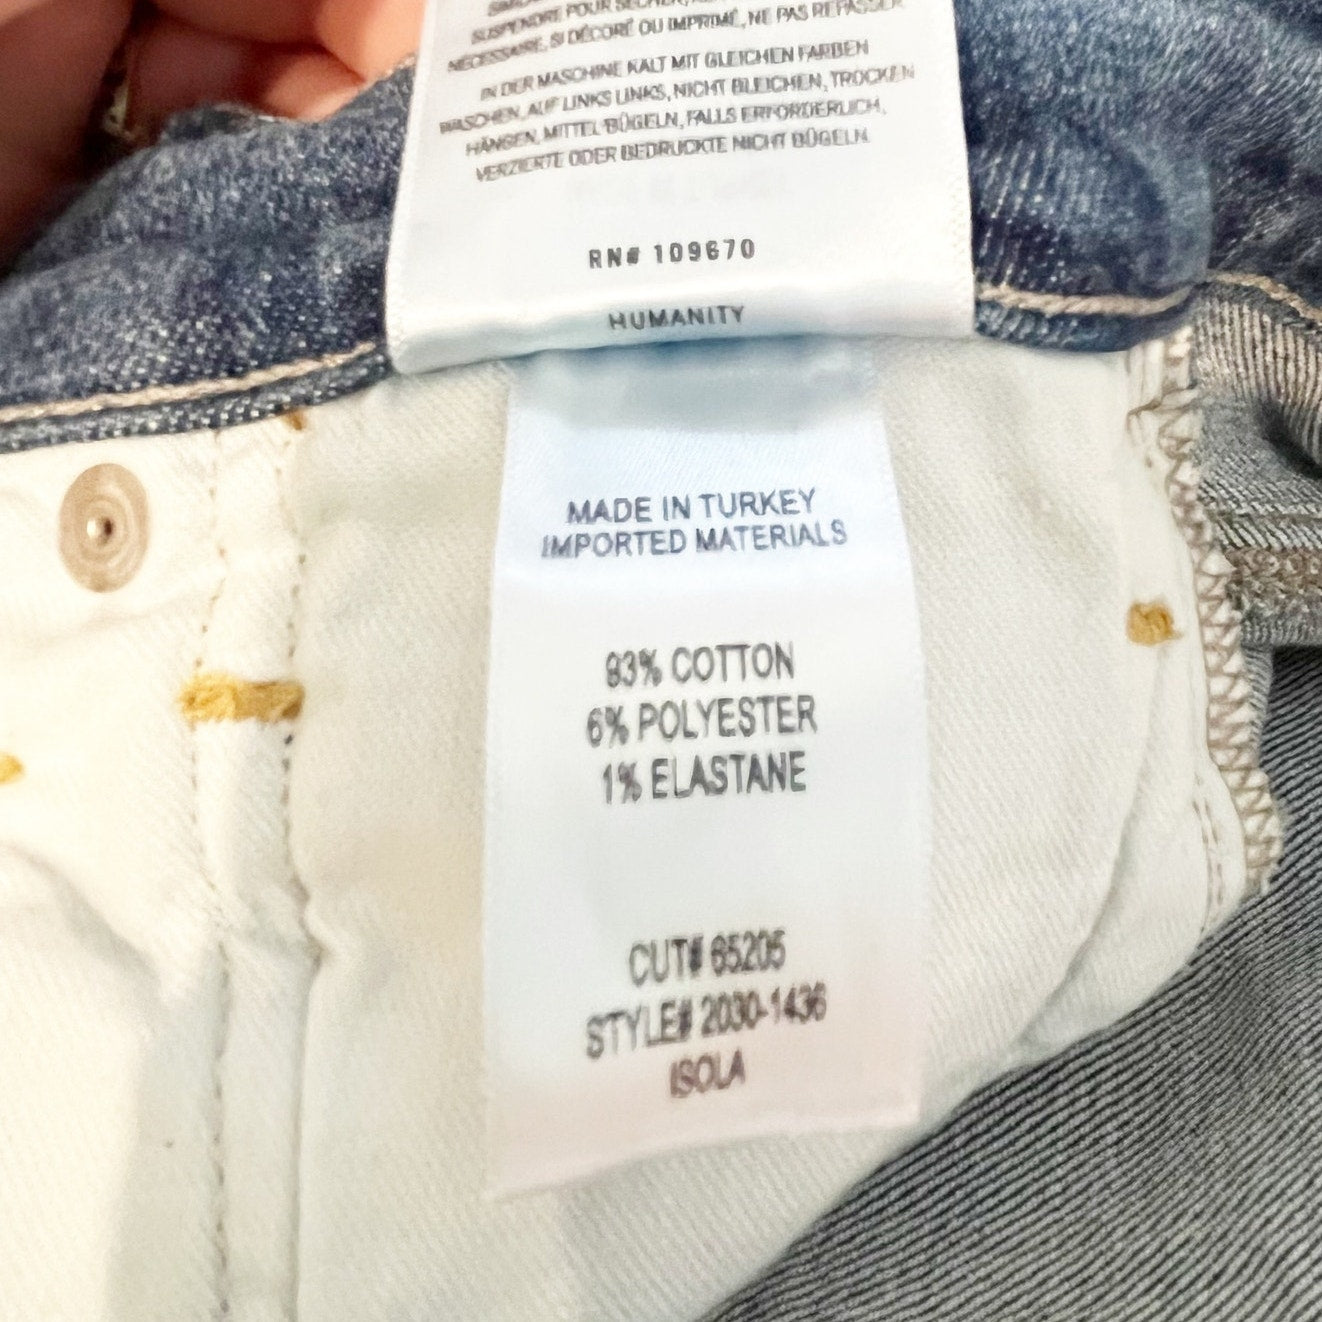 SUSPENDRE POUR SÉCHER,
NÉCESSAIRE, SI DÉCORÉ OU IMPRIMÉ, NE PAS REPASSER
IN DER MASCHINE KALT MIT GLEICHEN FARBEN
WASCHEN, AUF LINKS LINKS, NICHT BLEICHEN, TROCKEN
HÄNGEN, MITTEL BÜGELN, FALLS ERFORDERLICH,
VERZIERTE ODER BEDRUCKTE NICHT BÜGELN.
RN# 109670
HUMANITY
MADE IN TURKEY
IMPORTED MATERIALS
93% COTTON
6% POLYESTER
1% ELASTANE
CUT# 65205
STYLE# 2030-1436
ISOLA